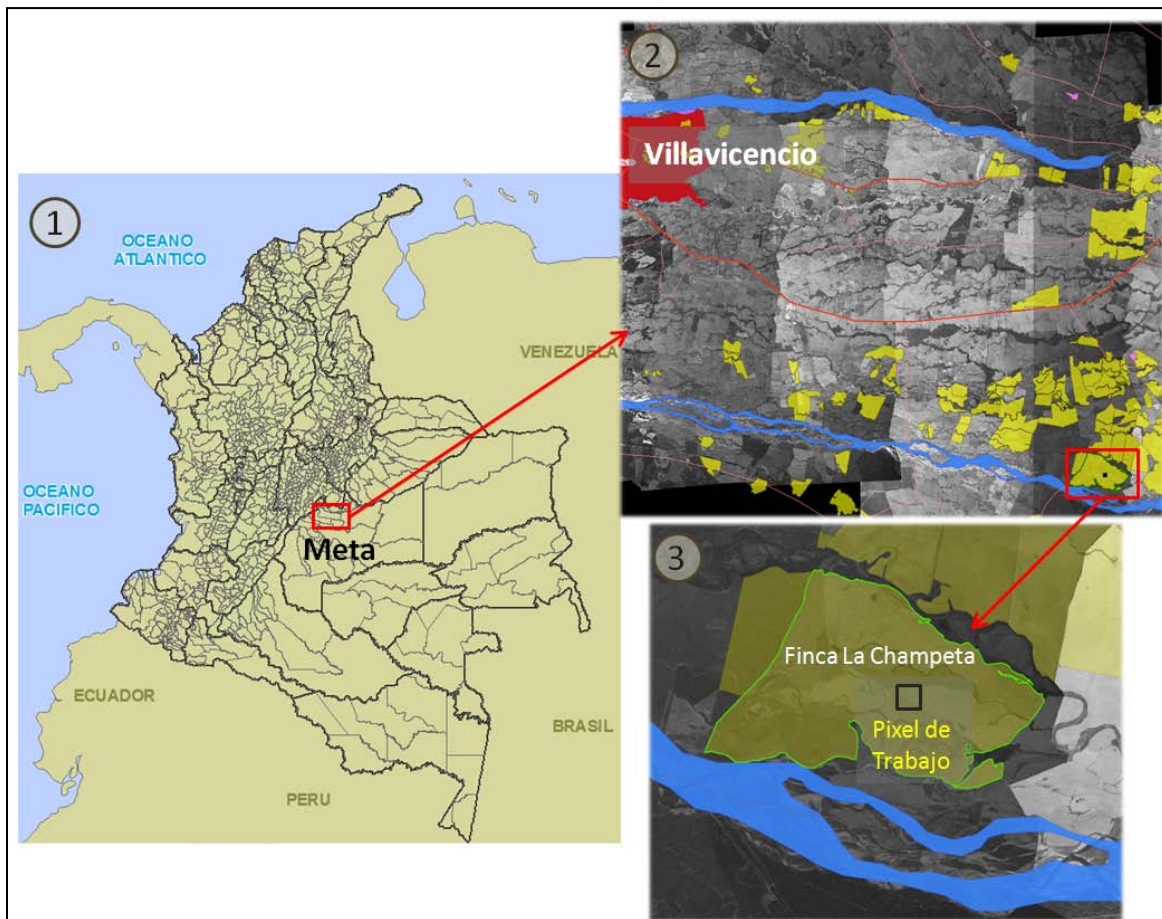 1
OCEANO
ATLANTICO
VENEZUELA
OCEANO
PACIFICO
Meta
ECUADOR
BRASIL
PERU
2
Villavicencio
3
Finca La Champeta
Pixel de
Trabajo